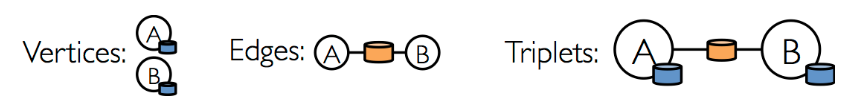 Vertices: A
B
Edges: A B
Triplets: A B